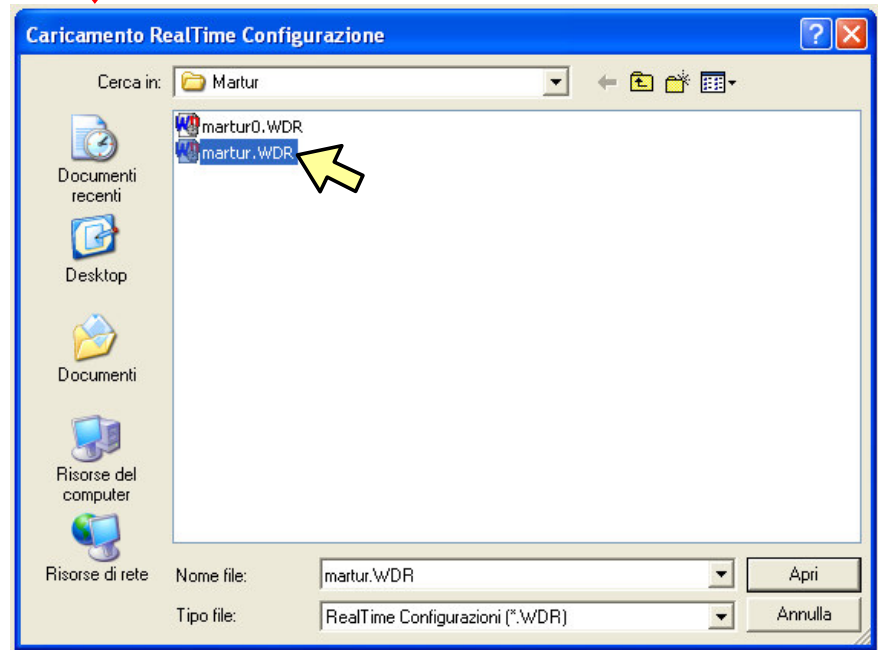 Caricamento RealTime Configurazione
Cerca in: Martur
martur0.WDR
martur.WDR
Documenti
recenti
Desktop
Documenti
Risorse del
computer
Risorse di rete
Nome file: martur.WDR Apri
Tipo file: RealTime Configurazioni (*.WDR) Annulla